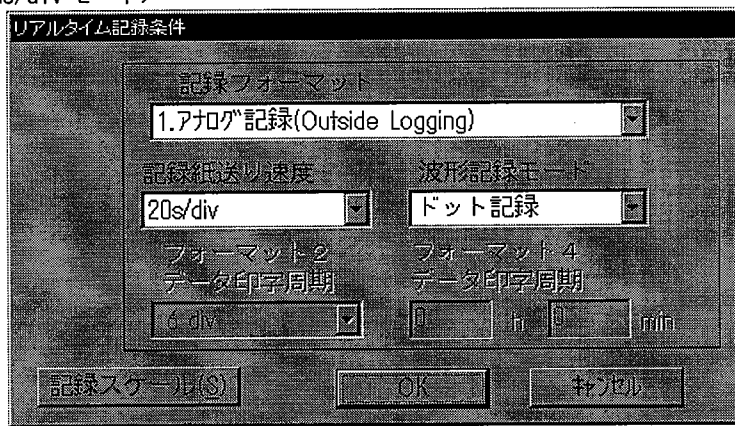 リアルタイム記録条件
記録フォーマット
1.アナログ記録(Outside Logging)
記録紙送り速度 波形記録モード
20s/div ドット記録
フォーマット2 フォーマット4
データ印字周期 データ印字周期
6 div 0 h 0 min
記録スケール(S) OK キャンセル